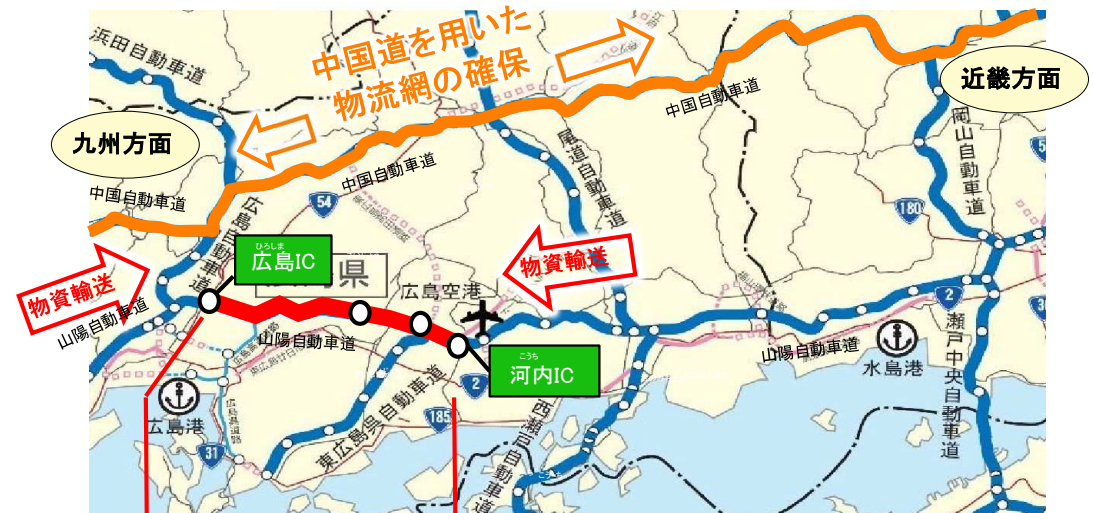 浜田自動車道
中国道を用いた
物流網の確保
近畿方面
九州方面
中国自動車道
中国自動車道
中国自動車道
尾道自動車道
岡山自動車道
54
180
広島自動車道
ひろしま
広島IC
県
広島空港
物資輸送
物資輸送
山陽自動車道
山陽自動車道
山陽自動車道
2
こうち
河内IC
2
水島港
瀬戸中央自動車道
広島港
広島県道路
東広島呉自動車道
185
西瀬戸自動車道
31